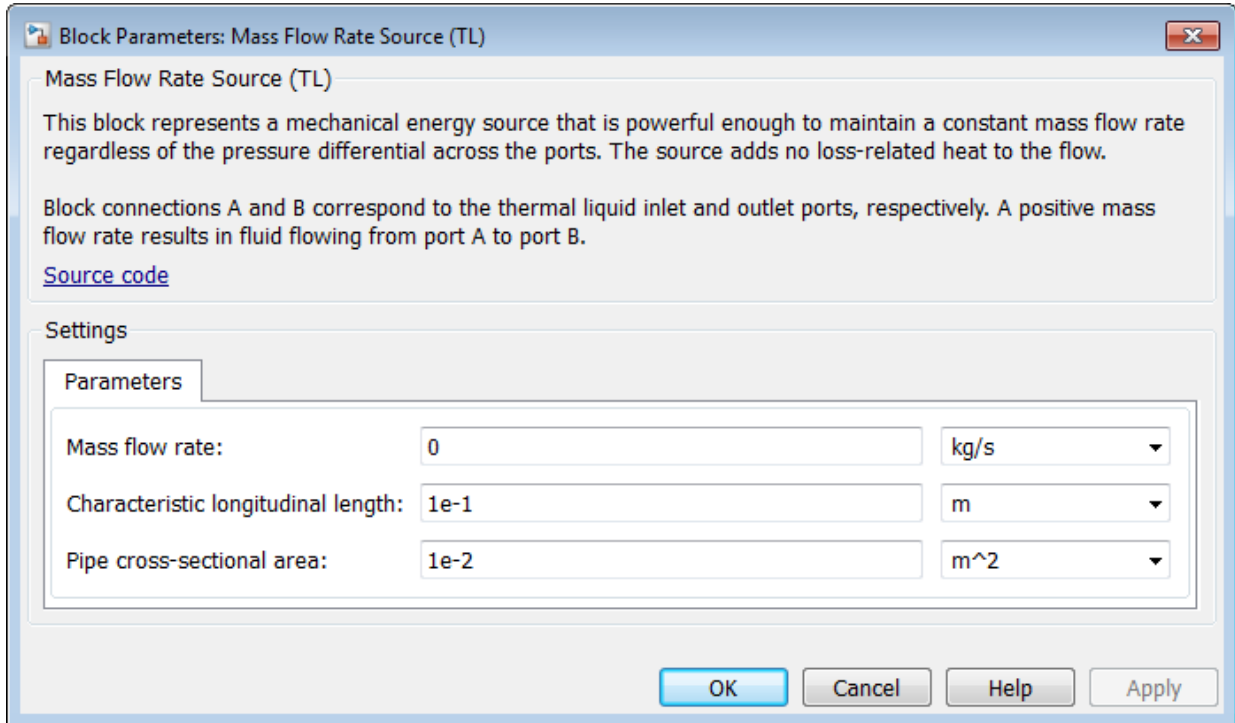 Block Parameters: Mass Flow Rate Source (TL)
Mass Flow Rate Source (TL)
This block represents a mechanical energy source that is powerful enough to maintain a constant mass flow rate
regardless of the pressure differential across the ports. The source adds no loss-related heat to the flow.
Block connections A and B correspond to the thermal liquid inlet and outlet ports, respectively. A positive mass
flow rate results in fluid flowing from port A to port B.
Source code
Settings
Parameters
Mass flow rate: 0 kg/s
Characteristic longitudinal length: 1e-1 m
Pipe cross-sectional area: 1e-2 m^2
OK Cancel Help Apply